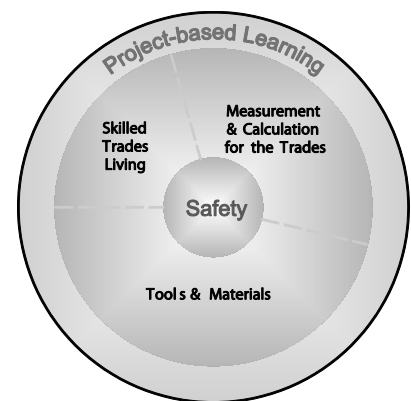 Project-based Learning
Skilled
Trades
Living
Measurement
& Calculation
for the Trades
Safety
Tools & Materials